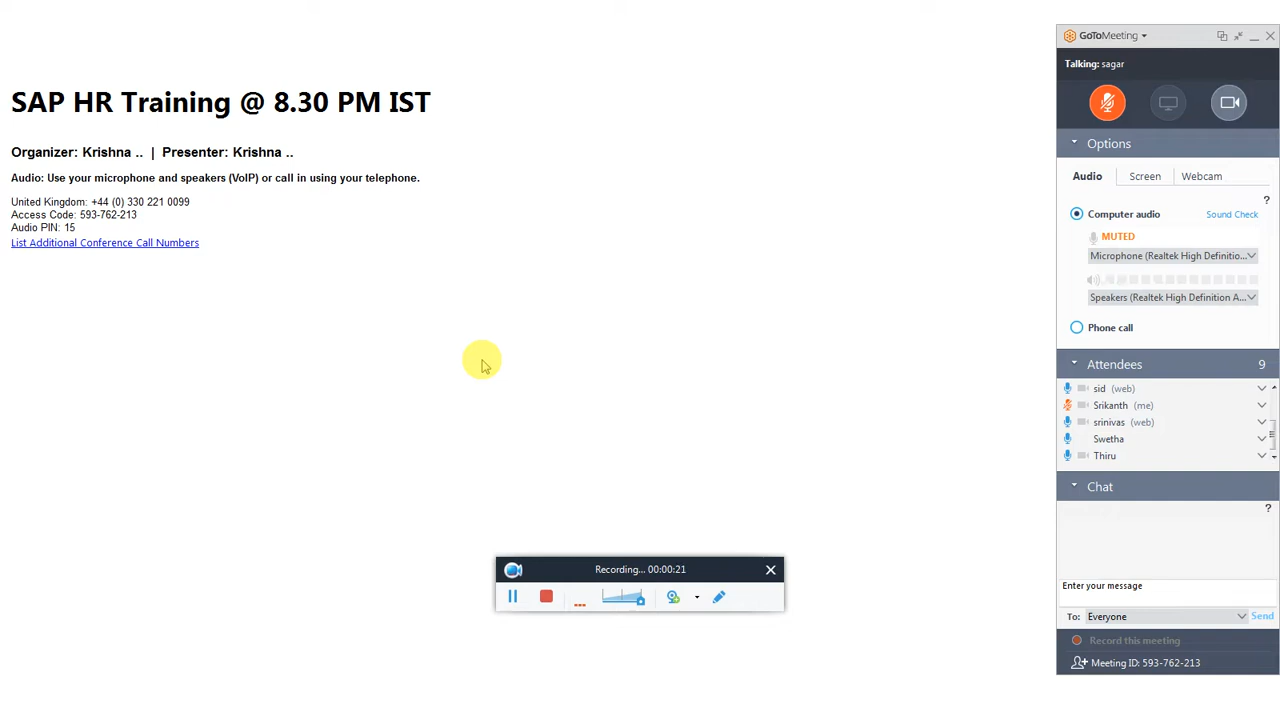 SAP HR Training @ 8.30 PM IST
Organizer: Krishna .. | Presenter: Krishna ..
Audio: Use your microphone and speakers (VoIP) or call in using your telephone.
United Kingdom: +44 (0) 330 221 0099
Access Code: 593-762-213
Audio PIN: 15
List Additional Conference Call Numbers
Recording... 00:00:21
GoToMeeting
Talking: sagar
Options
Audio Screen Webcam
?
Computer audio Sound Check
MUTED
Microphone (Realtek High Definitio...
Speakers (Realtek High Definition A...
Phone call
Attendees 9
sid (web)
Srikanth (me)
srinivas (web)
Swetha
Thiru
Chat
?
Enter your message
To: Everyone Send
Record this meeting
Meeting ID: 593-762-213